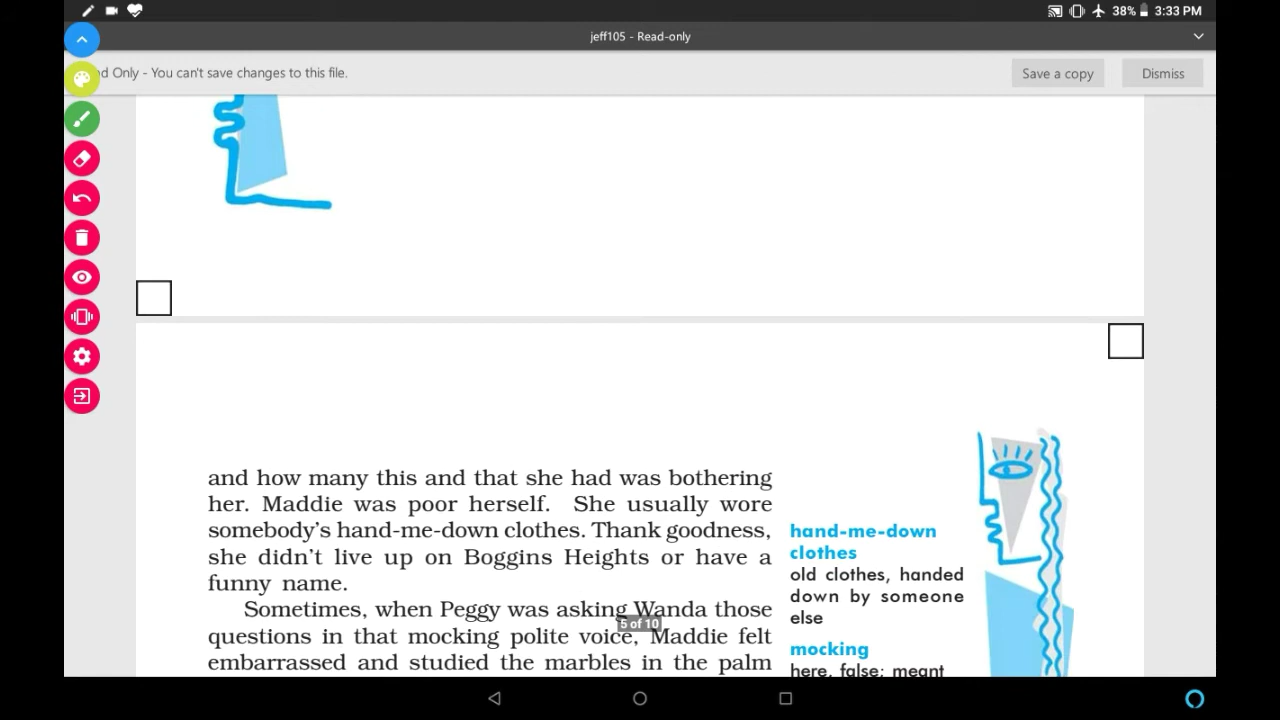 38% 3:33 PM
jeff105 - Read-only
d Only - You can't save changes to this file.
Save a copy
Dismiss
and how many this and that she had was bothering
her. Maddie was poor herself. She usually wore
somebody's hand-me-down clothes. Thank goodness,
she didn't live up on Boggins Heights or have a
funny name.
Sometimes, when Peggy was asking Wanda those
questions in that mocking polite voice, Maddie felt
embarrassed and studied the marbles in the palm
5 of 10
hand-me-down
clothes
old clothes, handed
down by someone
else
mocking
here, false; meant